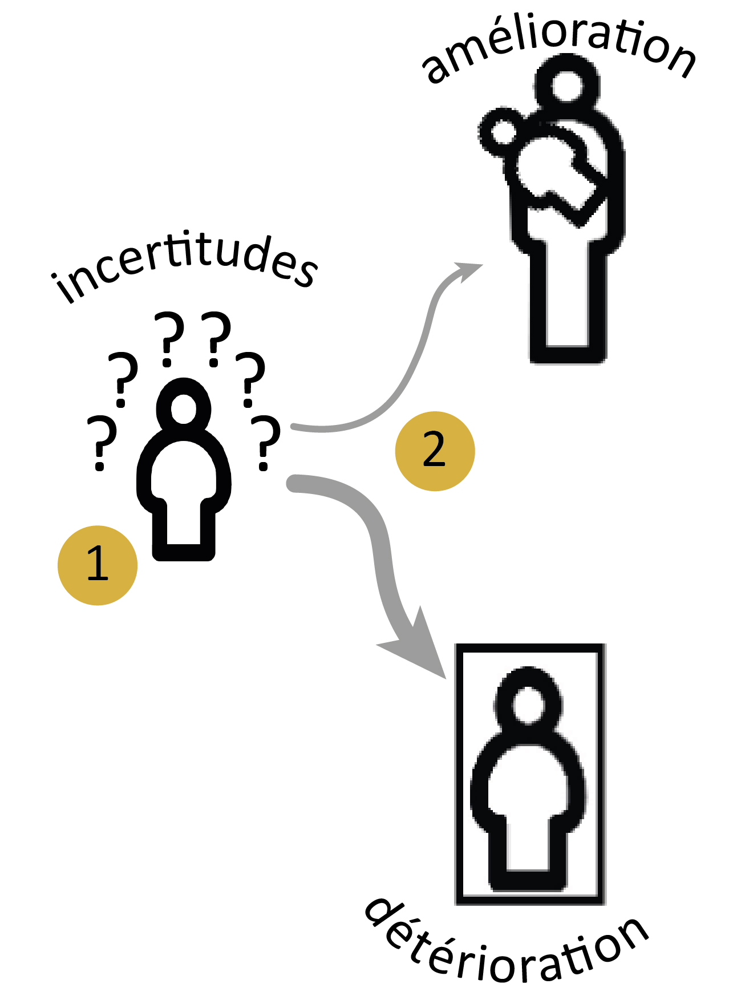 amélioration
incertitudes
? ?
? ?
? ?
2
1
détérioration